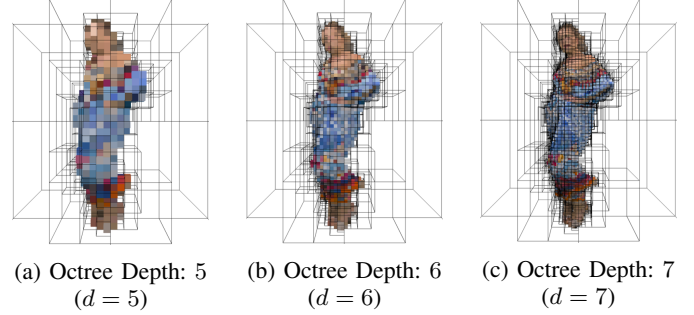 (a) Octree Depth: 5
(d = 5)
(b) Octree Depth: 6
(d = 6)
(c) Octree Depth: 7
(d = 7)